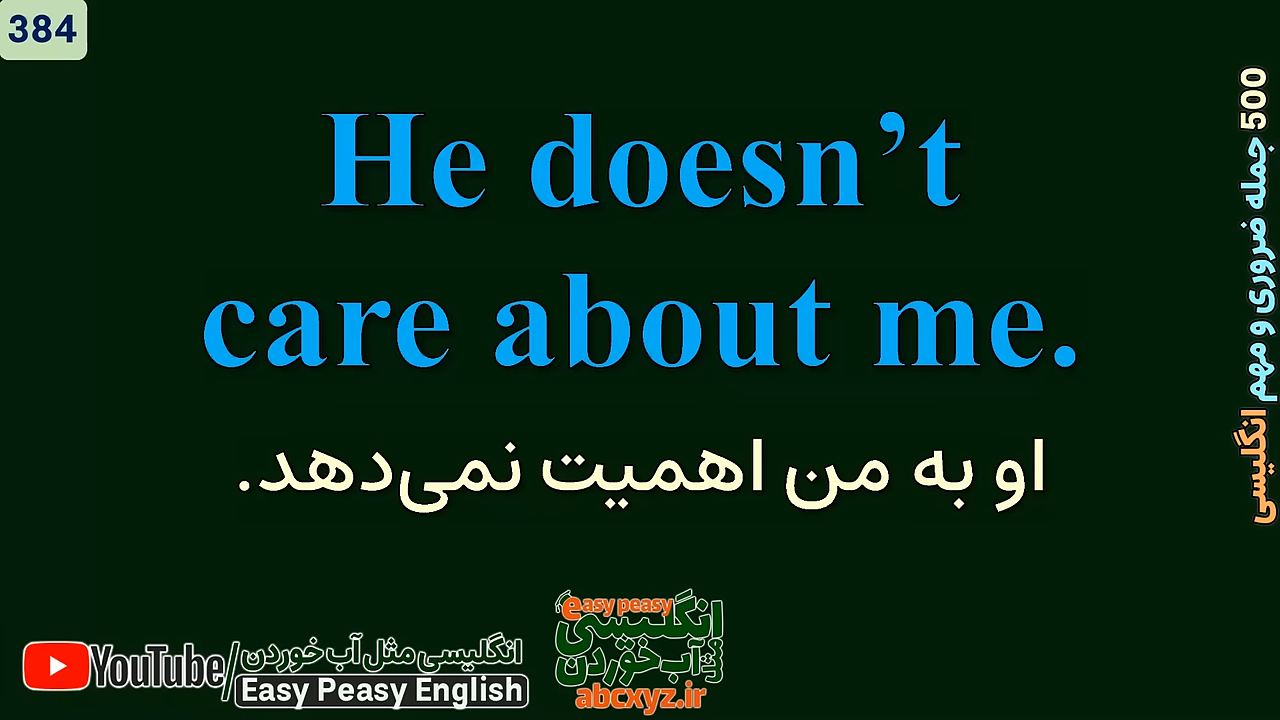 384
He doesn’t
care about me.
او به من اهمیت نمی‌دهد.
500 جمله ضروری و مهم انگلیسی
YouTube/انگلیسی مثل آب خوردن
Easy Peasy English
easy peasy
انگلیسی
مثل آب خوردن
abcxyz.ir